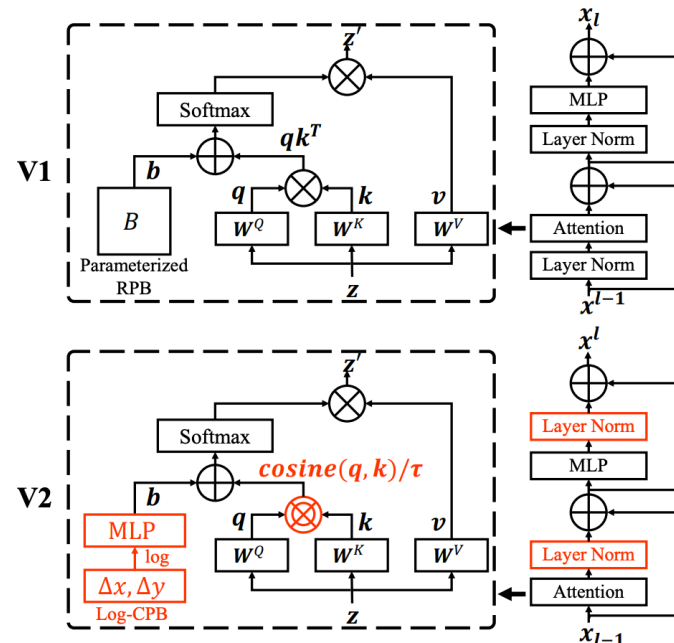 V1
z′
Softmax
qkᵀ
b
q
k
v
B
W^Q
W^K
W^V
Parameterized
RPB
z
x_l
MLP
Layer Norm
Attention
Layer Norm
x^{l−1}
V2
z′
Softmax
cosine(q, k)/τ
b
q
k
v
MLP
log
Δx, Δy
Log-CPB
W^Q
W^K
W^V
z
x^l
Layer Norm
MLP
Layer Norm
Attention
x_{l−1}